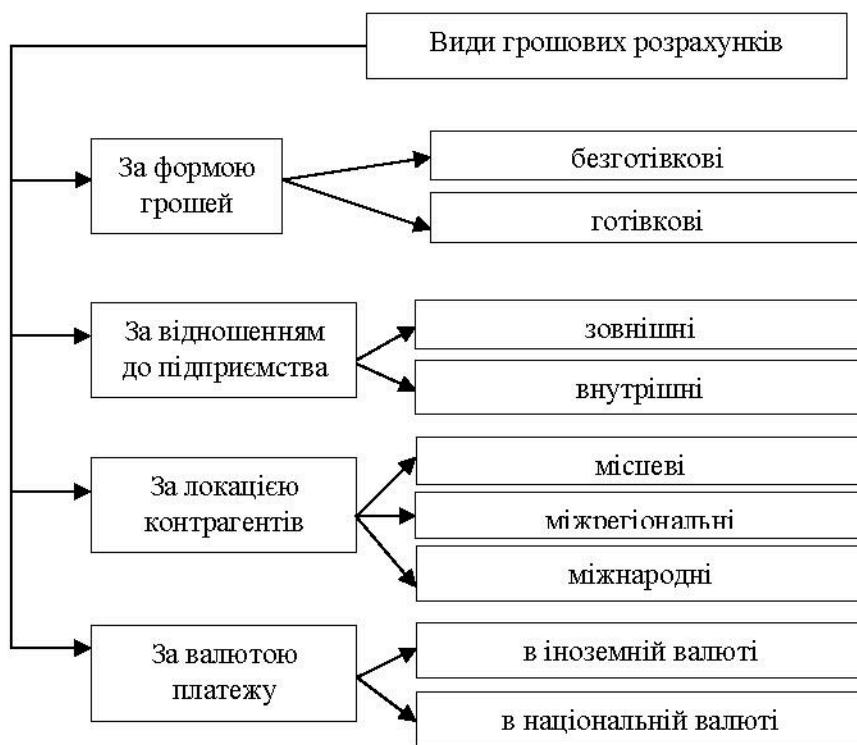 Види грошових розрахунків
За формою
грошей
безготівкові
готівкові
За відношенням
до підприємства
зовнішні
внутрішні
За локацією
контрагентів
місцеві
міжрегіональні
міжнародні
За валютою
платежу
в іноземній валюті
в національній валюті